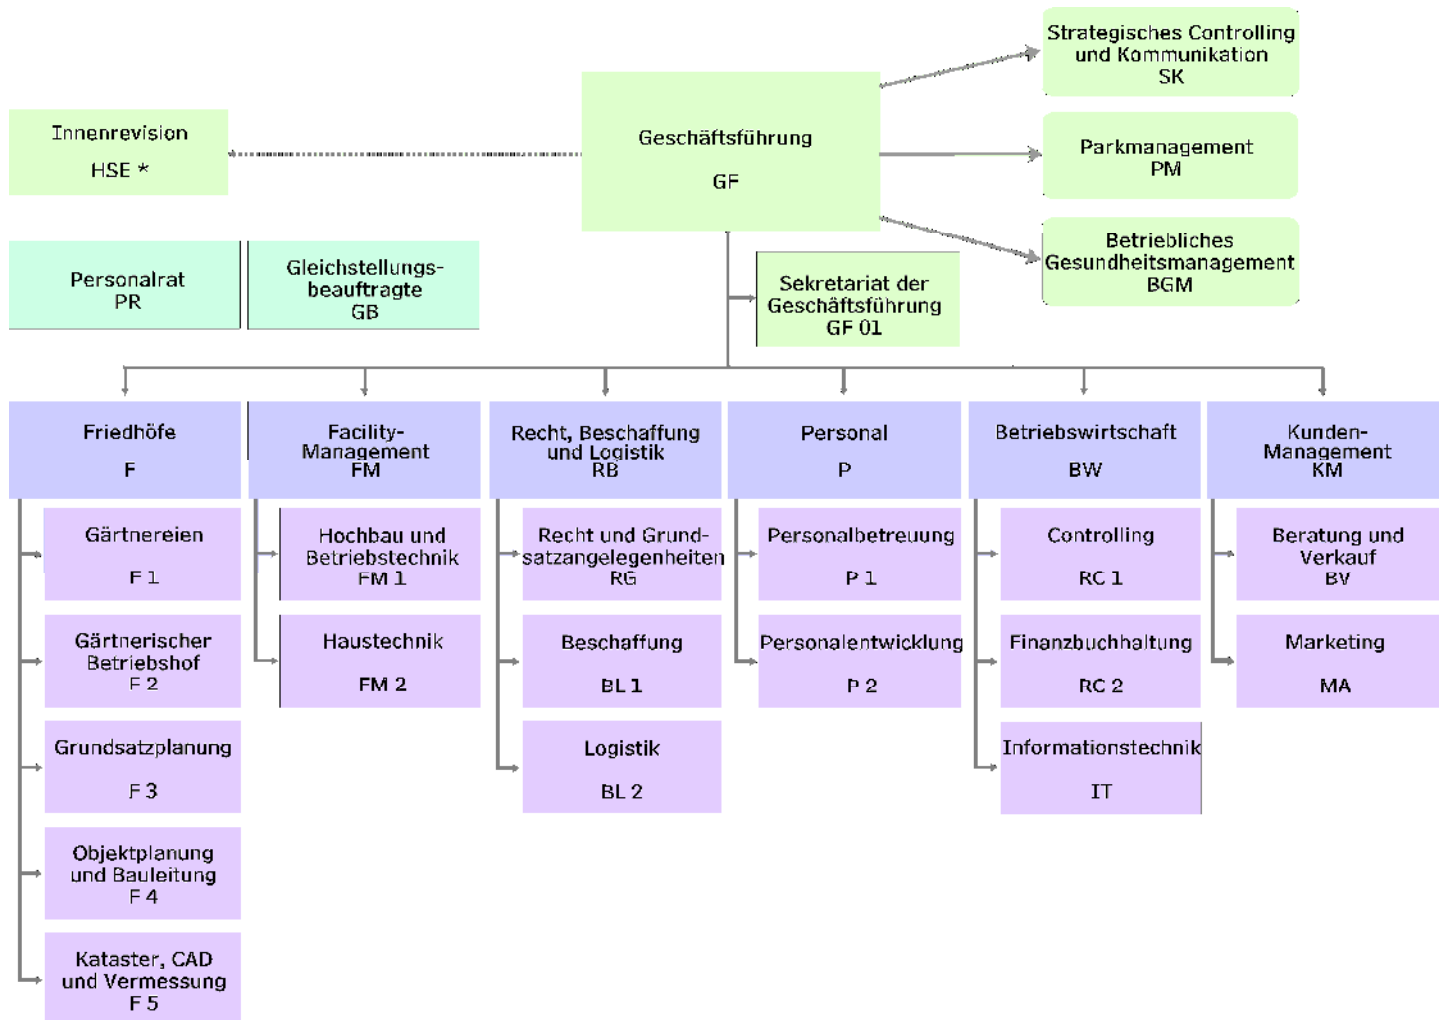 Strategisches Controlling
und Kommunikation
SK
Innenrevision
HSE *
Geschäftsführung
GF
Parkmanagement
PM
Betriebliches
Gesundheitsmanagement
BGM
Personalrat
PR
Gleichstellungs-
beauftragte
GB
Sekretariat der
Geschäftsführung
GF 01
Friedhöfe
F
Facility-
Management
FM
Recht, Beschaffung
und Logistik
RB
Personal
P
Betriebswirtschaft
BW
Kunden-
Management
KM
Gärtnereien
F 1
Hochbau und
Betriebstechnik
FM 1
Recht und Grund-
satzangelegenheiten
RG
Personalbetreuung
P 1
Controlling
RC 1
Beratung und
Verkauf
BV
Gärtnerischer
Betriebshof
F 2
Haustechnik
FM 2
Beschaffung
BL 1
Personalentwicklung
P 2
Finanzbuchhaltung
RC 2
Marketing
MA
Grundsatzplanung
F 3
Logistik
BL 2
Informationstechnik
IT
Objektplanung
und Bauleitung
F 4
Kataster, CAD
und Vermessung
F 5